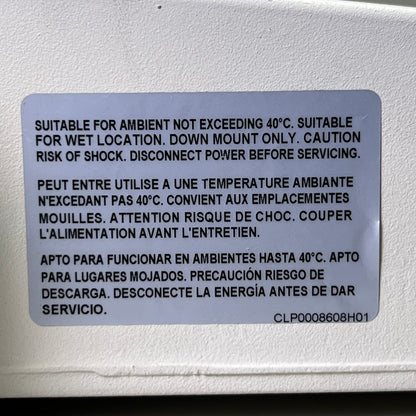 SUITABLE FOR AMBIENT NOT EXCEEDING 40°C. SUITABLE
FOR WET LOCATION. DOWN MOUNT ONLY. CAUTION
RISK OF SHOCK. DISCONNECT POWER BEFORE SERVICING.
PEUT ENTRE UTILISE A UNE TEMPERATURE AMBIANTE
N'EXCEDANT PAS 40°C. CONVIENT AUX EMPLACEMENTS
MOUILLES. ATTENTION RISQUE DE CHOC. COUPER
L'ALIMENTATION AVANT L'ENTRETIEN.
APTO PARA FUNCIONAR EN AMBIENTES HASTA 40°C. APTO
PARA LUGARES MOJADOS. PRECAUCIÓN RIESGO DE
DESCARGA. DESCONECTE LA ENERGÍA ANTES DE DAR
SERVICIO.
CLP0008608H01